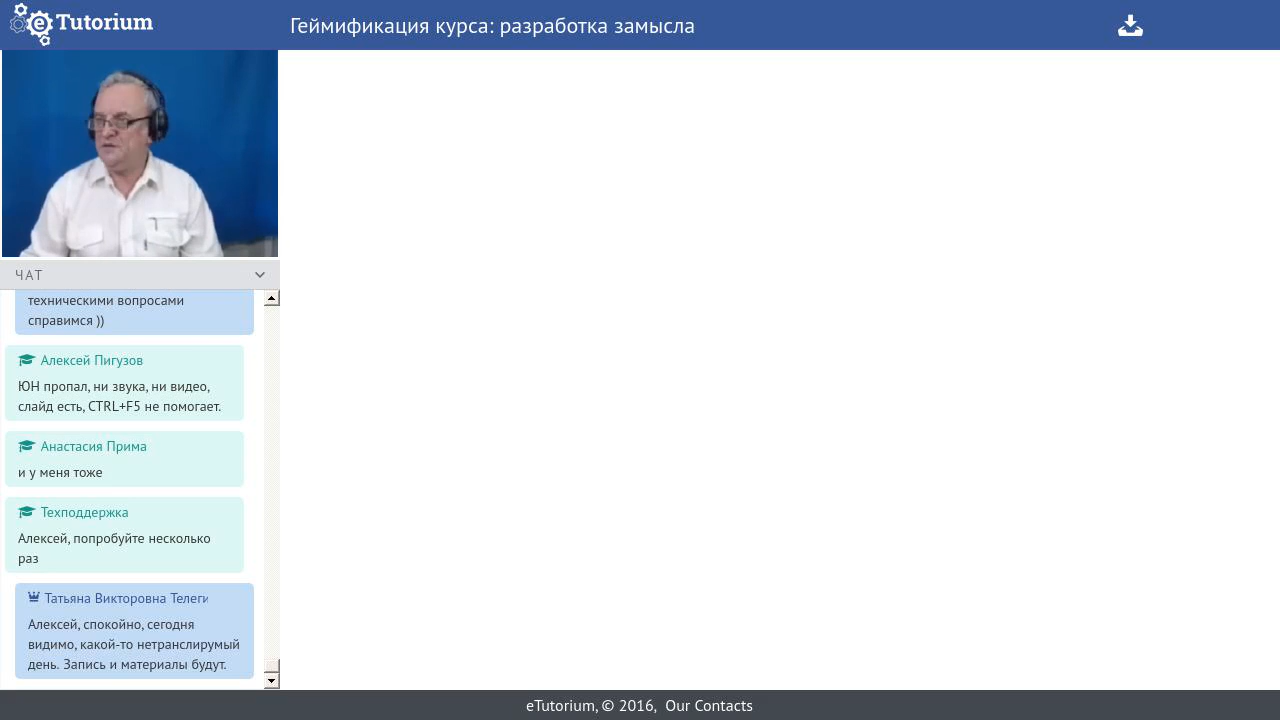 eTutorium
Геймификация курса: разработка замысла
ЧАТ
техническими вопросами
справимся ))
Алексей Пигузов
ЮН пропал, ни звука, ни видео,
слайд есть, CTRL+F5 не помогает.
Анастасия Прима
и у меня тоже
Техподдержка
Алексей, попробуйте несколько
раз
Татьяна Викторовна Телеги
Алексей, спокойно, сегодня
видимо, какой-то нетранслирумый
день. Запись и материалы будут.
eTutorium, © 2016, Our Contacts